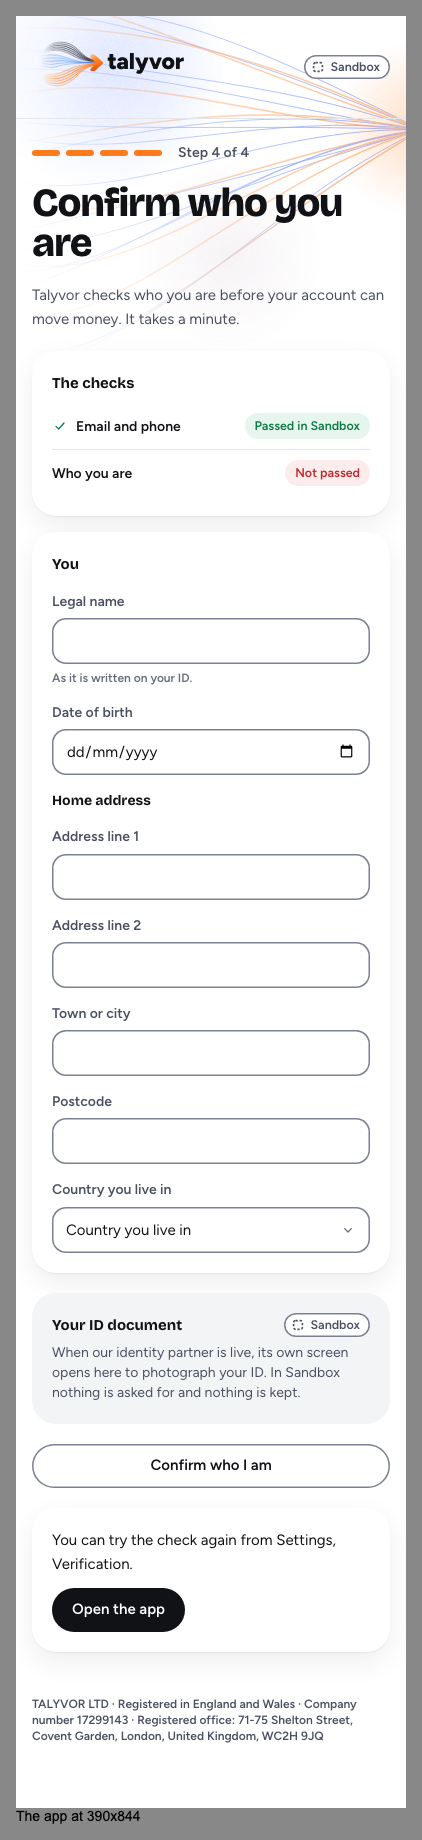 talyvor
Sandbox
Step 4 of 4
Confirm who you
are
Talyvor checks who you are before your account can
move money. It takes a minute.
The checks
Email and phone
Passed in Sandbox
Who you are
Not passed
You
Legal name
As it is written on your ID.
Date of birth
dd/mm/yyyy
Home address
Address line 1
Address line 2
Town or city
Postcode
Country you live in
Country you live in
Your ID document
Sandbox
When our identity partner is live, its own screen
opens here to photograph your ID. In Sandbox
nothing is asked for and nothing is kept.
Confirm who I am
You can try the check again from Settings,
Verification.
Open the app
TALYVOR LTD · Registered in England and Wales · Company
number 17299143 · Registered office: 71-75 Shelton Street,
Covent Garden, London, United Kingdom, WC2H 9JQ
The app at 390x844